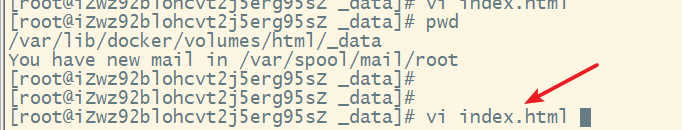 [root@iZwz92blohcvt2j5erg95sZ _data]# vi index.html
[root@iZwz92blohcvt2j5erg95sZ _data]# pwd
/var/lib/docker/volumes/html/_data
You have new mail in /var/spool/mail/root
[root@iZwz92blohcvt2j5erg95sZ _data]#
[root@iZwz92blohcvt2j5erg95sZ _data]#
[root@iZwz92blohcvt2j5erg95sZ _data]# vi index.html